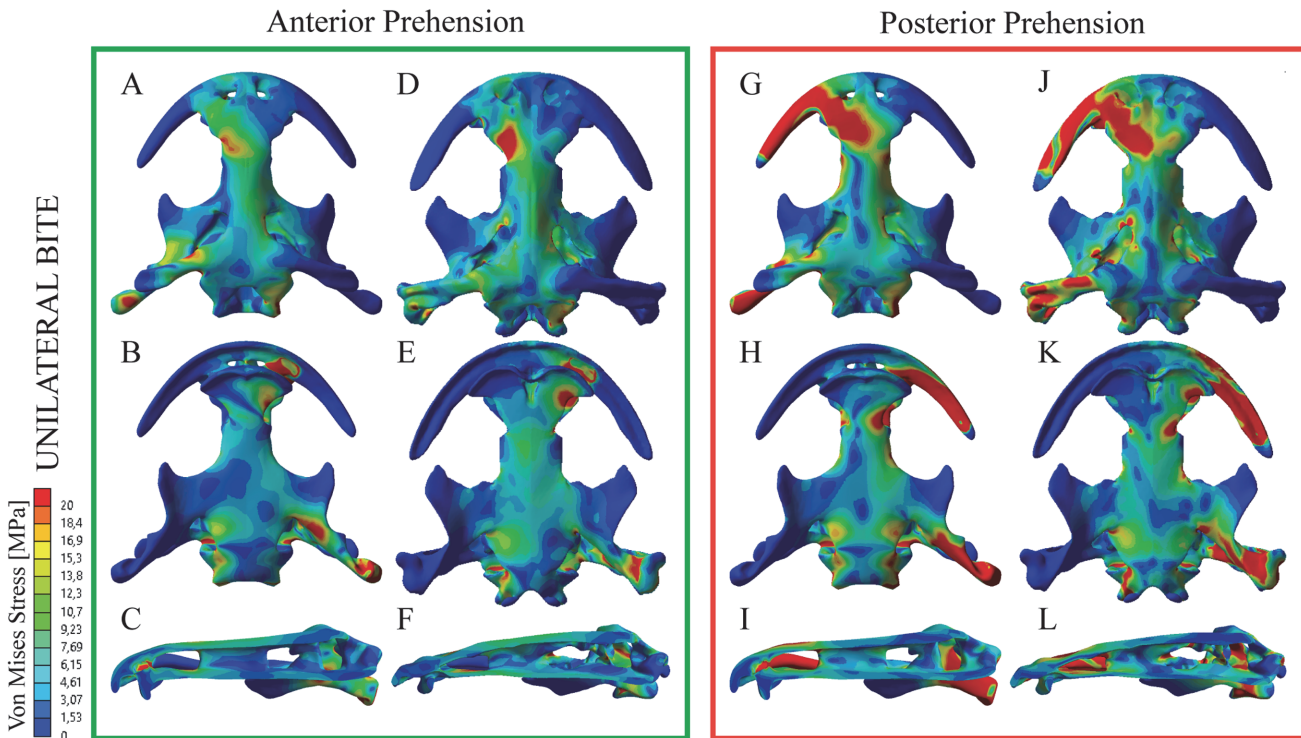 Anterior Prehension
Posterior Prehension
A
D
G
J
B
E
H
K
C
F
I
L
UNILATERAL BITE
Von Mises Stress [MPa]
20
18,4
16,9
15,3
13,8
12,3
10,7
9,23
7,69
6,15
4,61
3,07
1,53
0